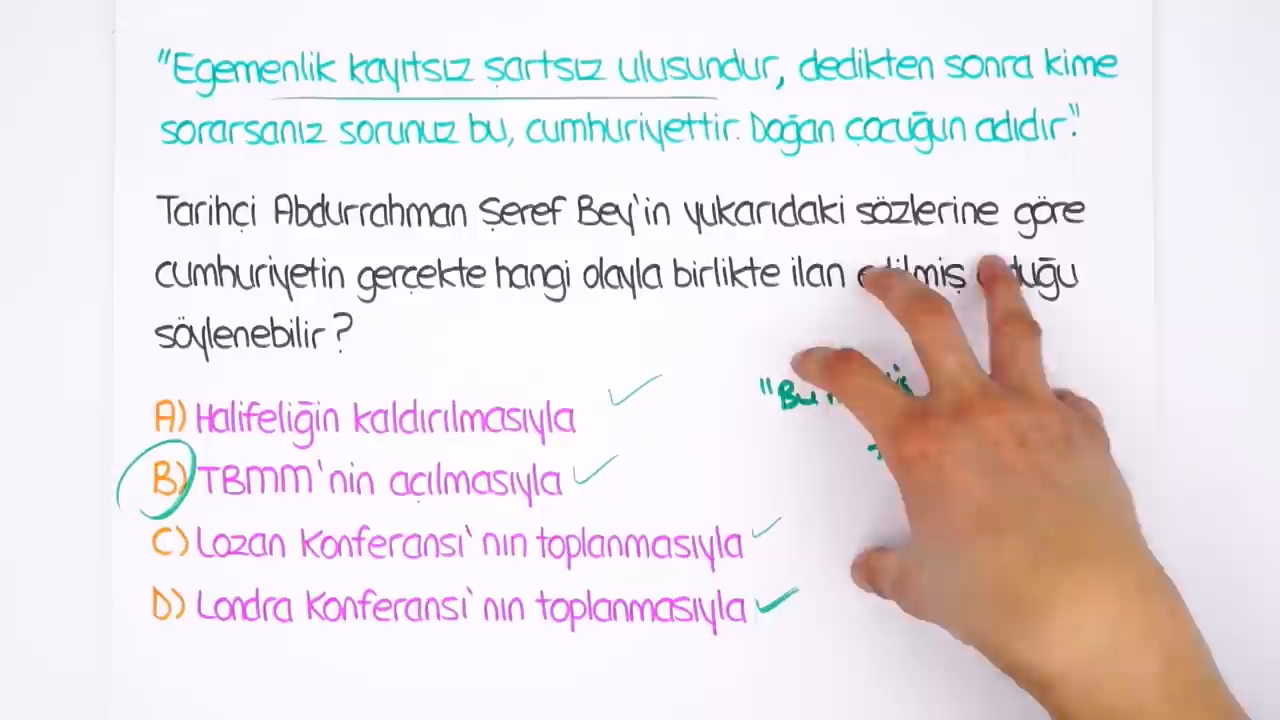 "Egemenlik kayıtsız şartsız ulusundur, dedikten sonra kime
sorarsanız sorunuz bu, cumhuriyettir. Doğan çocuğun adıdır."
Tarihçi Abdurrahman Şeref Bey'in yukarıdaki sözlerine göre
cumhuriyetin gerçekte hangi olayla birlikte ilan
söylenebilir?
A) Halifeliğin kaldırılmasıyla
"Bu
B) TBMM'nin açılmasıyla
C) Lozan Konferansı'nın toplanmasıyla
D) Londra Konferansı'nın toplanmasıyla